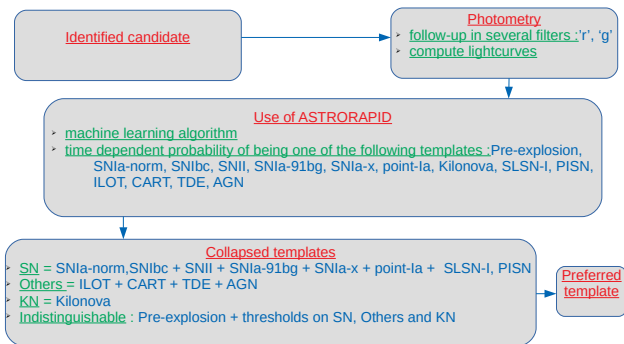 Identified candidate
Photometry
➢ follow-up in several filters :'r', 'g'
➢ compute lightcurves
Use of ASTRORAPID
➢ machine learning algorithm
➢ time dependent probability of being one of the following templates :Pre-explosion,
SNIa-norm, SNIbc, SNII, SNIa-91bg, SNIa-x, point-Ia, Kilonova, SLSN-I, PISN,
ILOT, CART, TDE, AGN
Collapsed templates
➢ SN = SNIa-norm,SNIbc + SNII + SNIa-91bg + SNIa-x + point-Ia + SLSN-I, PISN
➢ Others = ILOT + CART + TDE + AGN
➢ KN = Kilonova
➢ Indistinguishable : Pre-explosion + thresholds on SN, Others and KN
Preferred
template